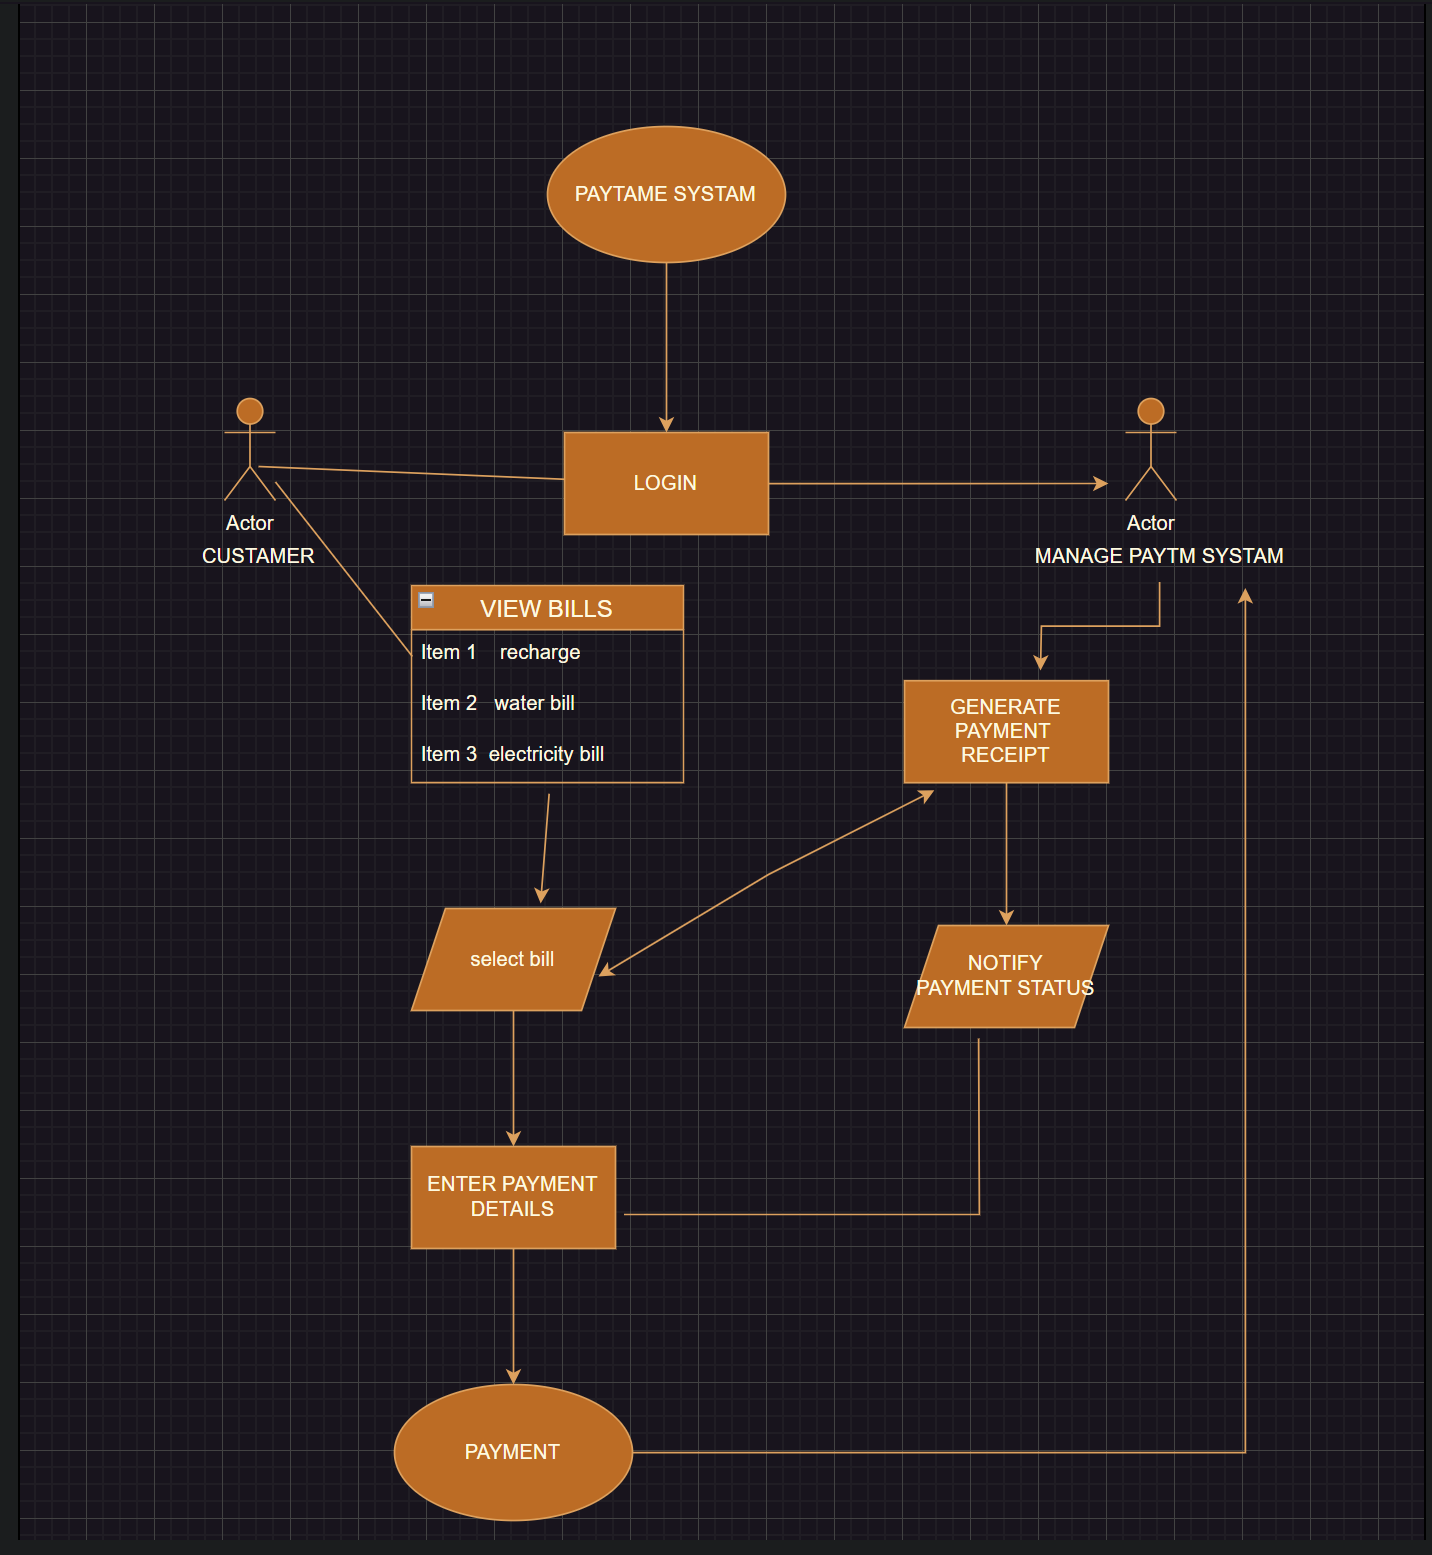 PAYTAME SYSTAM
LOGIN
Actor
CUSTAMER
Actor
MANAGE PAYTM SYSTAM
VIEW BILLS
Item 1 recharge
Item 2 water bill
Item 3 electricity bill
GENERATE
PAYMENT
RECEIPT
select bill
NOTIFY
PAYMENT STATUS
ENTER PAYMENT
DETAILS
PAYMENT